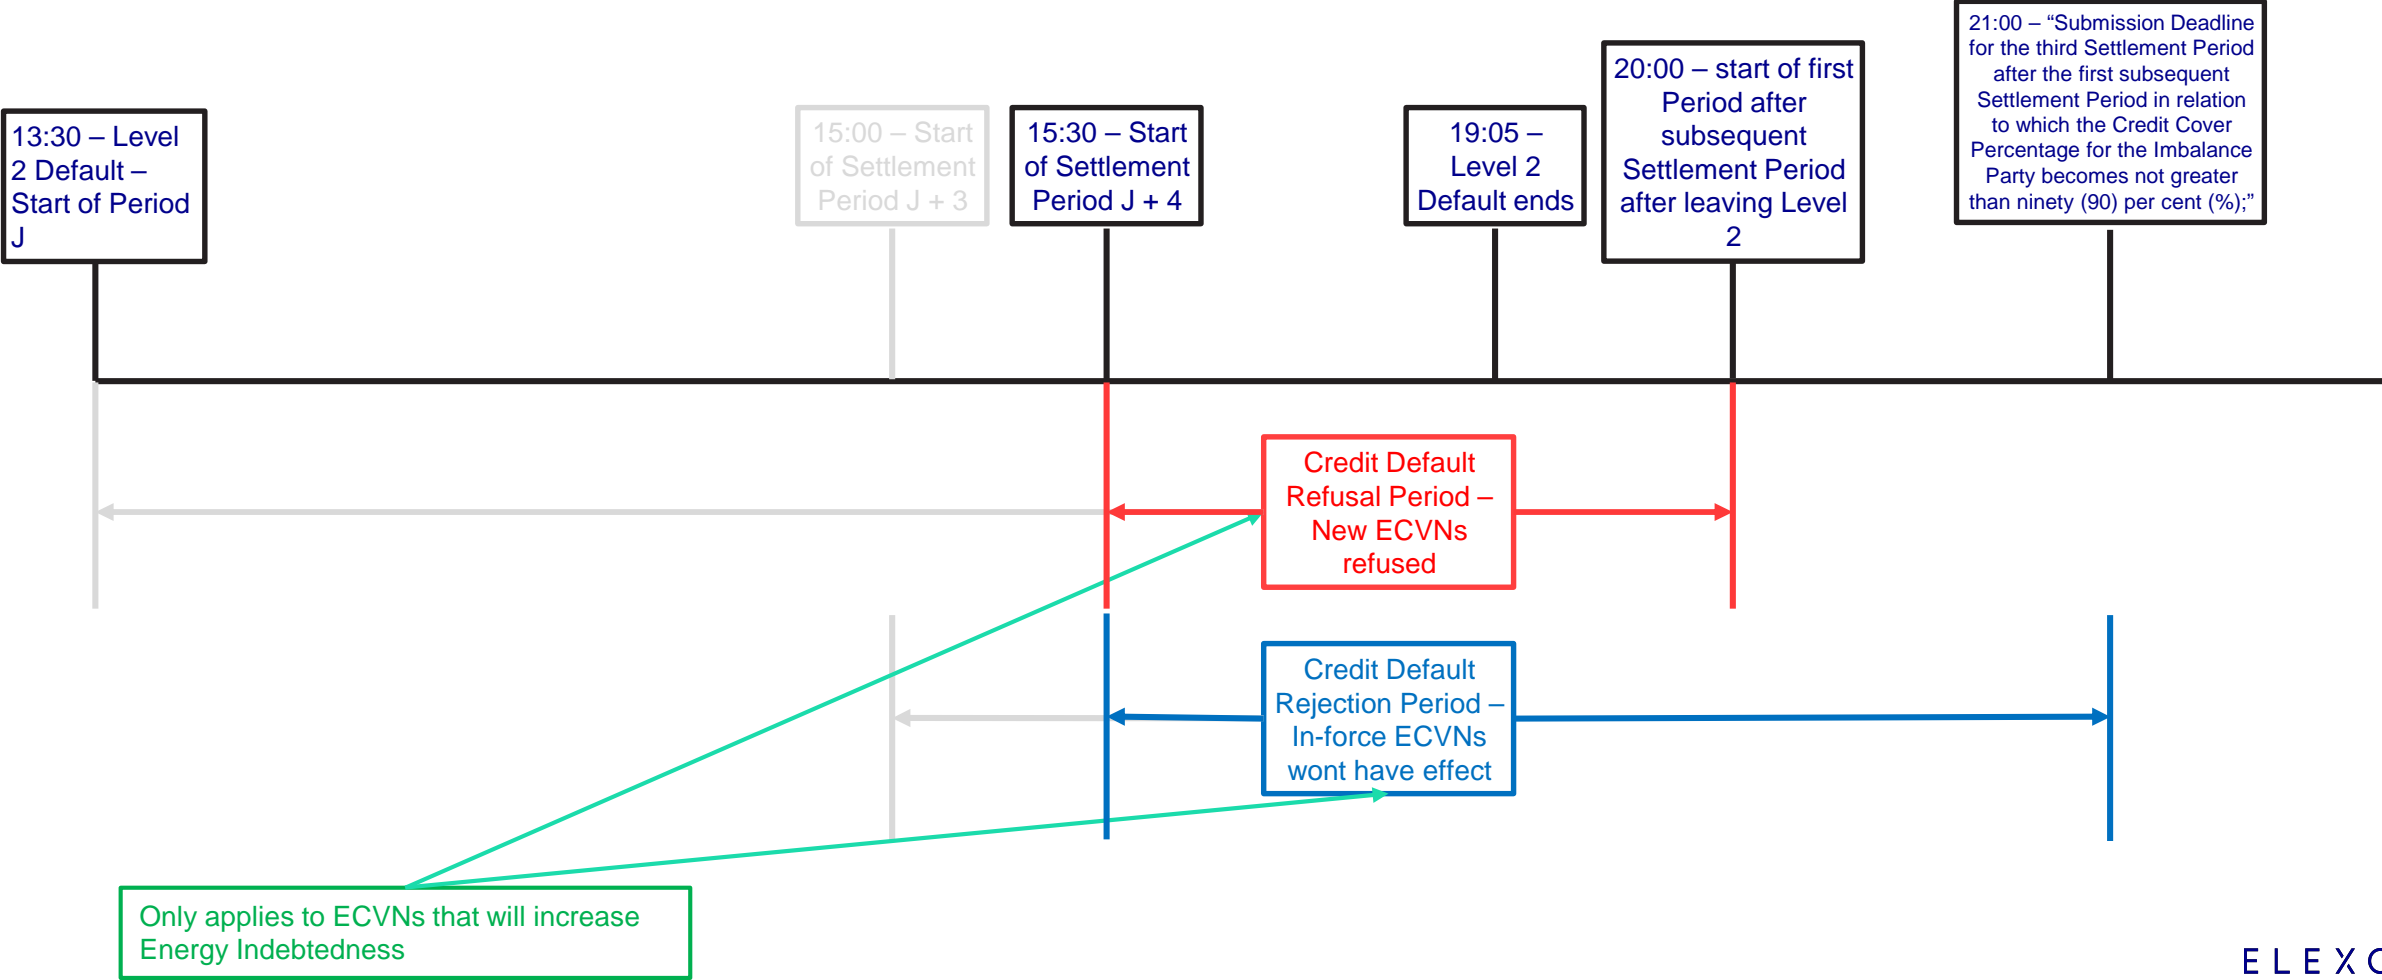 13:30 – Level
2 Default –
Start of Period
J
15:00 – Start
of Settlement
Period J + 3
15:30 – Start
of Settlement
Period J + 4
19:05 –
Level 2
Default ends
20:00 – start of first
Period after
subsequent
Settlement Period
after leaving Level
2
21:00 – “Submission Deadline
for the third Settlement Period
after the first subsequent
Settlement Period in relation
to which the Credit Cover
Percentage for the Imbalance
Party becomes not greater
than ninety (90) per cent (%);”
Credit Default
Refusal Period –
New ECVNs
refused
Credit Default
Rejection Period –
In-force ECVNs
wont have effect
Only applies to ECVNs that will increase
Energy Indebtedness
ELEXO